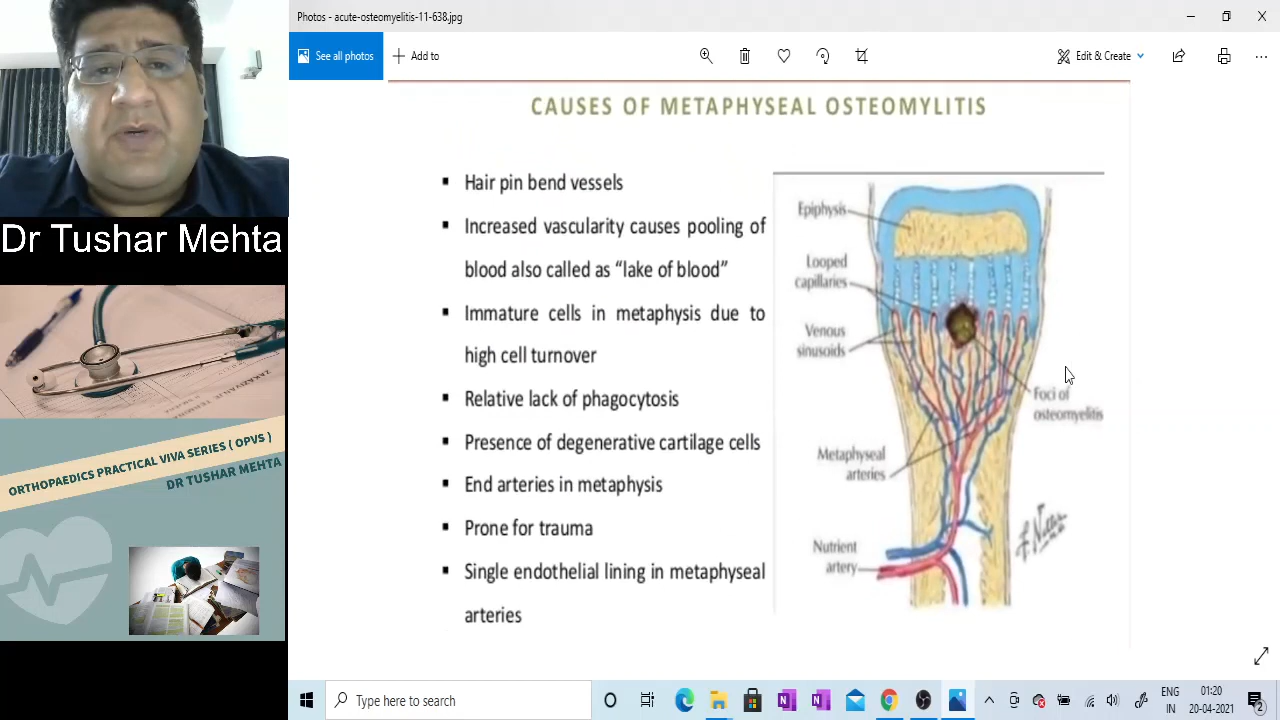 Photos - acute-osteomyelitis-11-638.jpg
See all photos
Add to
Edit & Create
CAUSES OF METAPHYSEAL OSTEOMYLITIS
Hair pin bend vessels
Increased vascularity causes pooling of
blood also called as “lake of blood”
Immature cells in metaphysis due to
high cell turnover
Relative lack of phagocytosis
Presence of degenerative cartilage cells
End arteries in metaphysis
Prone for trauma
Single endothelial lining in metaphyseal
arteries
Epiphysis
Looped
capillaries
Venous
sinusoids
Foci of
osteomyelitis
Metaphyseal
arteries
Nutrient
artery
Dr Tushar Mehta
ORTHOPAEDICS PRACTICAL VIVA SERIES ( OPVS )
DR TUSHAR MEHTA
Type here to search
ENG
IN
01:20
20-04-2021
2